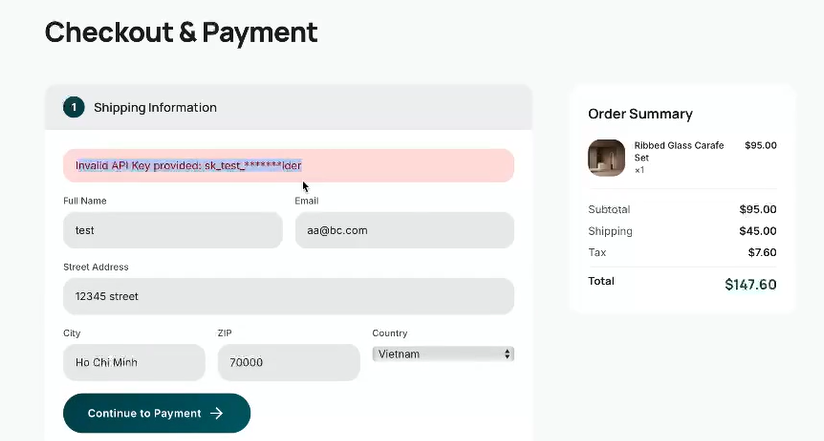 Checkout & Payment
1 Shipping Information
Invalid API Key provided: sk_test_*******lder
Full Name
Email
test
aa@bc.com
Street Address
12345 street
City
ZIP
Country
Ho Chi Minh
70000
Vietnam
Continue to Payment →
Order Summary
Ribbed Glass Carafe $95.00
Set
×1
Subtotal $95.00
Shipping $45.00
Tax $7.60
Total $147.60